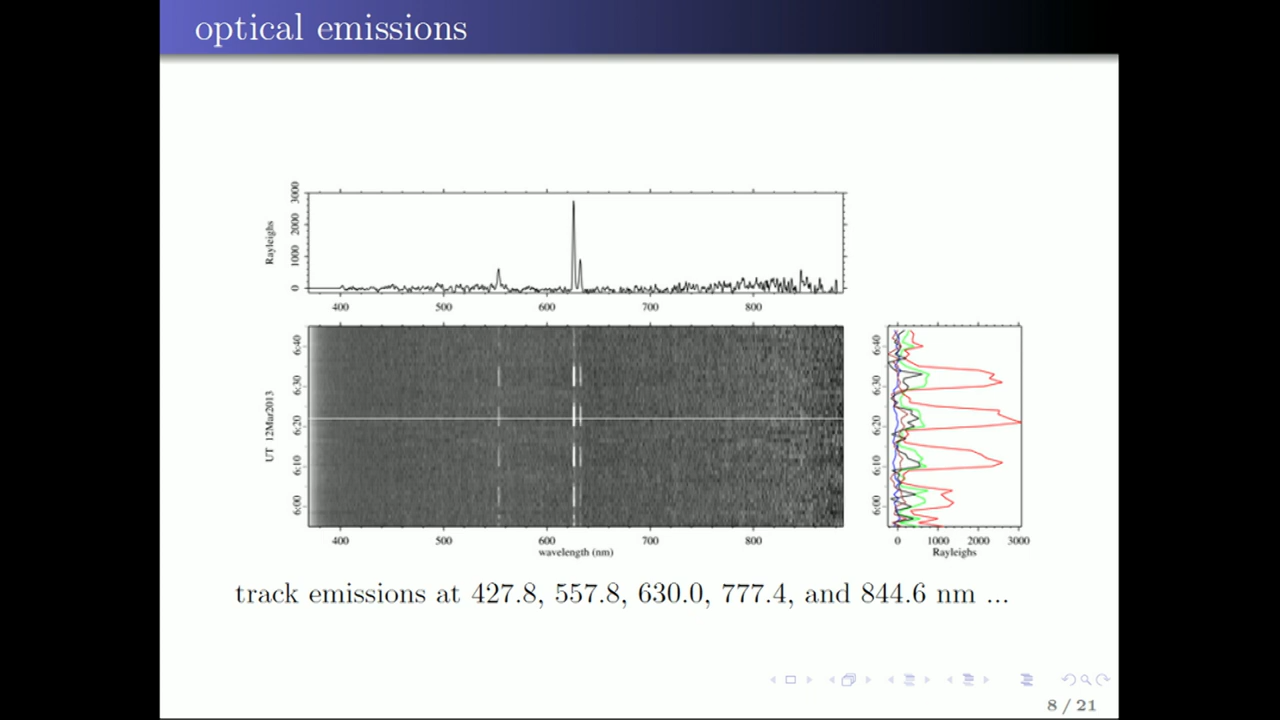 optical emissions
Rayleighs
3000
2000
1000
0
400 500 600 700 800
UT 12Mar2013
6:40
6:30
6:20
6:10
6:00
400 500 600 700 800
wavelength (nm)
6:40
6:30
6:20
6:10
6:00
0 1000 2000 3000
Rayleighs
track emissions at 427.8, 557.8, 630.0, 777.4, and 844.6 nm ...
8 / 21